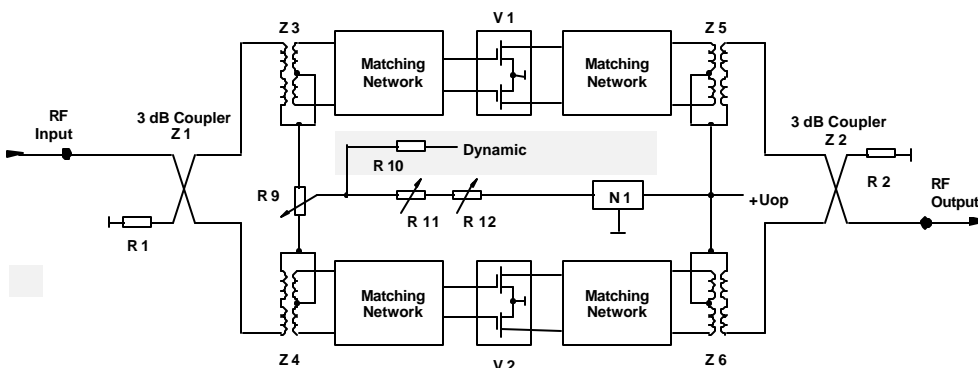 Z 3
V 1
Z 5
Matching
Network
Matching
Network
RF
Input
3 dB Coupler
Z 1
3 dB Coupler
Z 2
Dynamic
R 10
R 9
R 11
R 12
N 1
+Uop
R 2
RF
Output
R 1
Matching
Network
Matching
Network
Z 4
V 2
Z 6